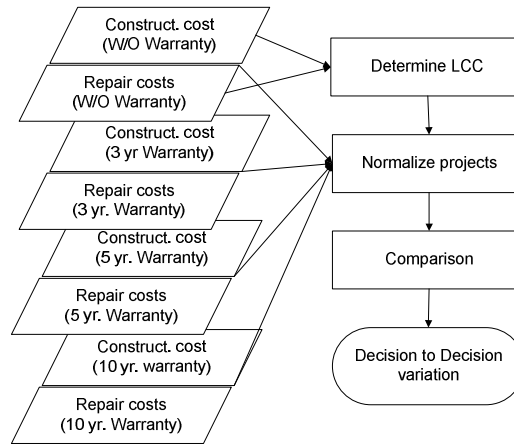 Construct. cost
(W/O Warranty)
Repair costs
(W/O Warranty)
Construct. cost
(3 yr Warranty)
Repair costs
(3 yr. Warranty)
Construct. cost
(5 yr. Warranty)
Repair costs
(5 yr. Warranty)
Construct. cost
(10 yr. warranty)
Repair costs
(10 yr. Warranty)
Determine LCC
Normalize projects
Comparison
Decision to Decision
variation